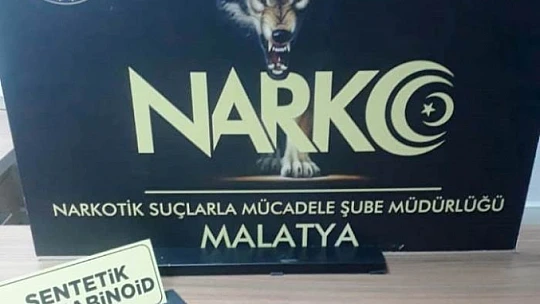 NARKO
NARKOTİK SUÇLARLA MÜCADELE ŞUBE MÜDÜRLÜĞÜ
MALATYA
SENTETİK